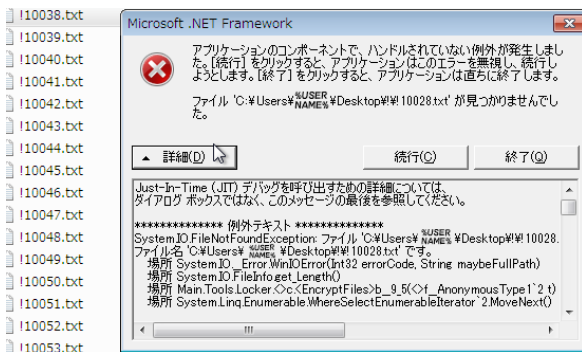 !10038.txt
!10039.txt
!10040.txt
!10041.txt
!10042.txt
!10043.txt
!10044.txt
!10045.txt
!10046.txt
!10047.txt
!10048.txt
!10049.txt
!10050.txt
!10051.txt
!10052.txt
!10053.txt
Microsoft .NET Framework
アプリケーションのコンポーネントで、ハンドルされていない例外が発生しまし
た。[続行] をクリックすると、アプリケーションはこのエラーを無視し、続行し
ようとします。[終了] をクリックすると、アプリケーションは直ちに終了します。
ファイル 'C:¥Users¥%USERNAME%¥Desktop¥!¥!10028.txt' が見つかりませんでし
た。
詳細(D)
続行(C)
終了(Q)
Just-In-Time (JIT) デバッグを呼び出すための詳細については、
ダイアログ ボックスではなく、このメッセージの最後を参照してください。
************** 例外テキスト **************
System.IO.FileNotFoundException: ファイル 'C:¥Users¥%USERNAME%¥Desktop¥!¥!10028.
ファイル名 'C:¥Users¥%USERNAME%¥Desktop¥!¥!10028.txt' です。
場所 System.IO.__Error.WinIOError(Int32 errorCode, String maybeFullPath)
場所 System.IO.FileInfo.get_Length()
場所 Main.Tools.Locker.<>c.<EncryptFiles>b__9_5(<>f__AnonymousType1`2 t)
場所 System.Linq.Enumerable.WhereSelectEnumerableIterator`2.MoveNext()